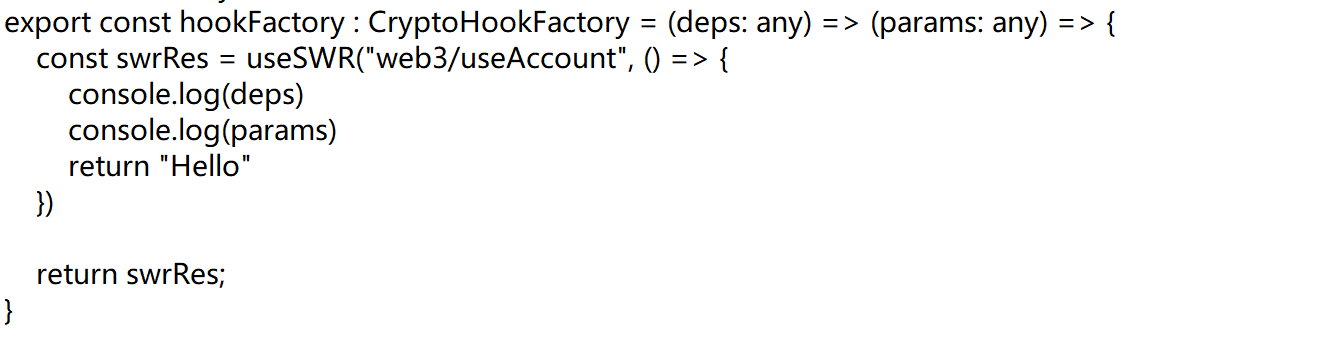 export const hookFactory : CryptoHookFactory = (deps: any) => (params: any) => {
const swrRes = useSWR("web3/useAccount", () => {
console.log(deps)
console.log(params)
return "Hello"
})
return swrRes;
}